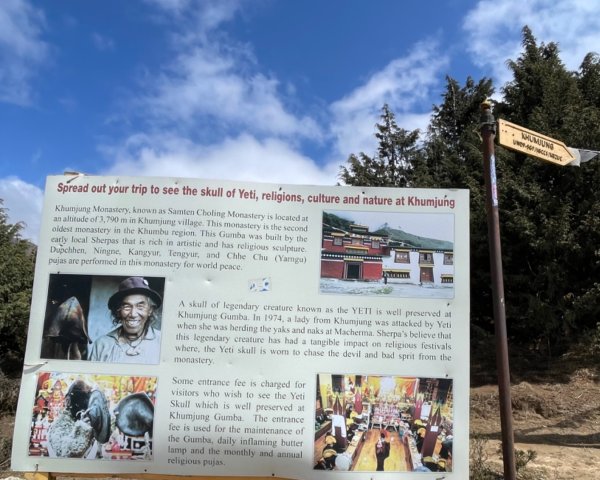 Spread out your trip to see the skull of Yeti, religions, culture and nature at Khumjung
Khumjung Monastery, known as Samten Choling Monastery is located at
an altitude of 3,790 m in Khumjung village. This monastery is the second
oldest monastery in the Khumbu region. This Gumba was built by the
early local Sherpas that is rich in artistic and has religious sculpture.
Dupchhen, Ningne, Kangyur, Tengyur, and Chhe Chu (Yarngu)
pujas are performed in this monastery for world peace.
A skull of legendary creature known as the YETI is well preserved at
Khumjung Gumba. In 1974, a lady from Khumjung was attacked by Yeti
when she was herding the yaks and naks at Macherma. Sherpa's believe that
this legendary creature has had a tangible impact on religious festivals
where, the Yeti skull is worn to chase the devil and bad sprit from the
monastery.
Some entrance fee is charged for
visitors who wish to see the Yeti
Skull which is well preserved at
Khumjung Gumba. The entrance
fee is used for the maintenance of
the Gumba, daily inflaming butter
lamp and the monthly and annual
religious pujas.
KHUMJUNG